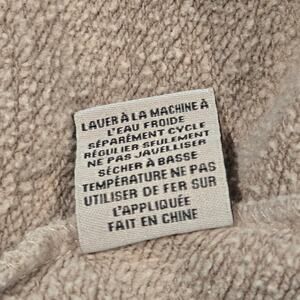 LAVER À LA MACHINE À
L'EAU FROIDE
SÉPARÉMENT CYCLE
RÉGULIER SEULEMENT
NE PAS JAVELLISER
SÉCHER À BASSE
TEMPÉRATURE NE PAS
UTILISER DE FER SUR
L'APPLIQUÉE
FAIT EN CHINE